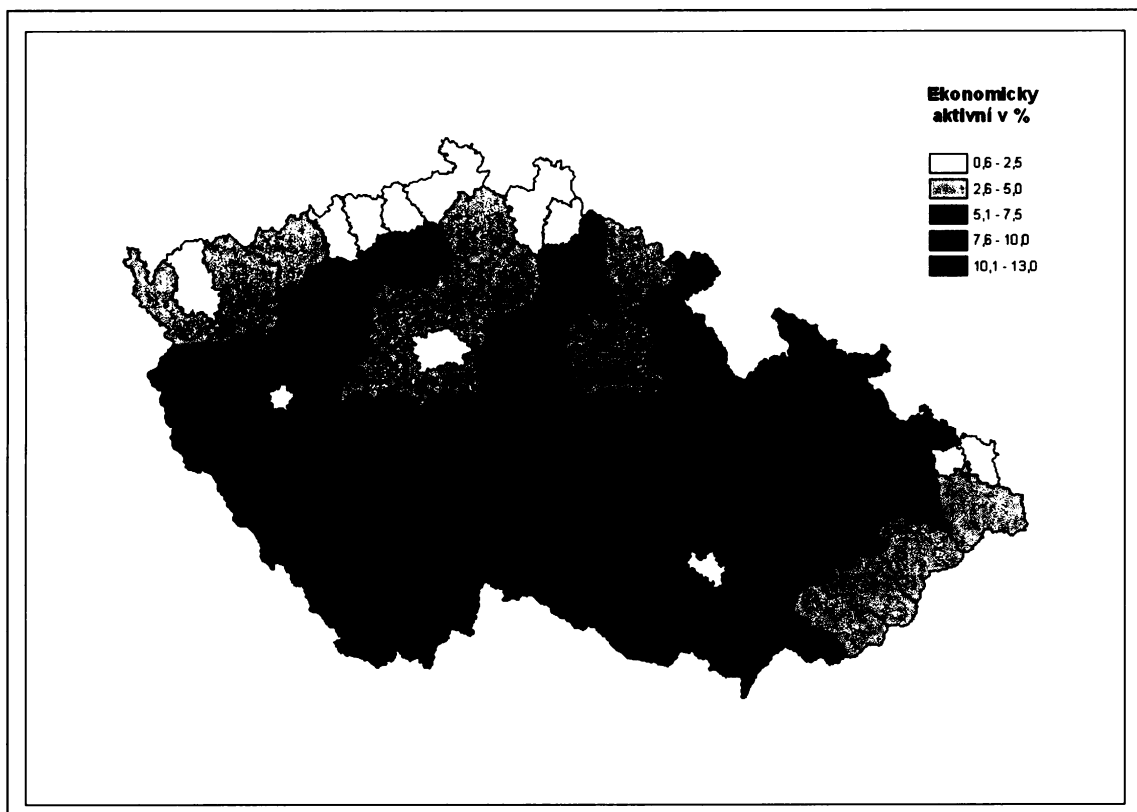 Ekonomicky
aktivní v %
0,6 - 2,5
2,6 - 5,0
5,1 - 7,5
7,6 - 10,0
10,1 - 13,0